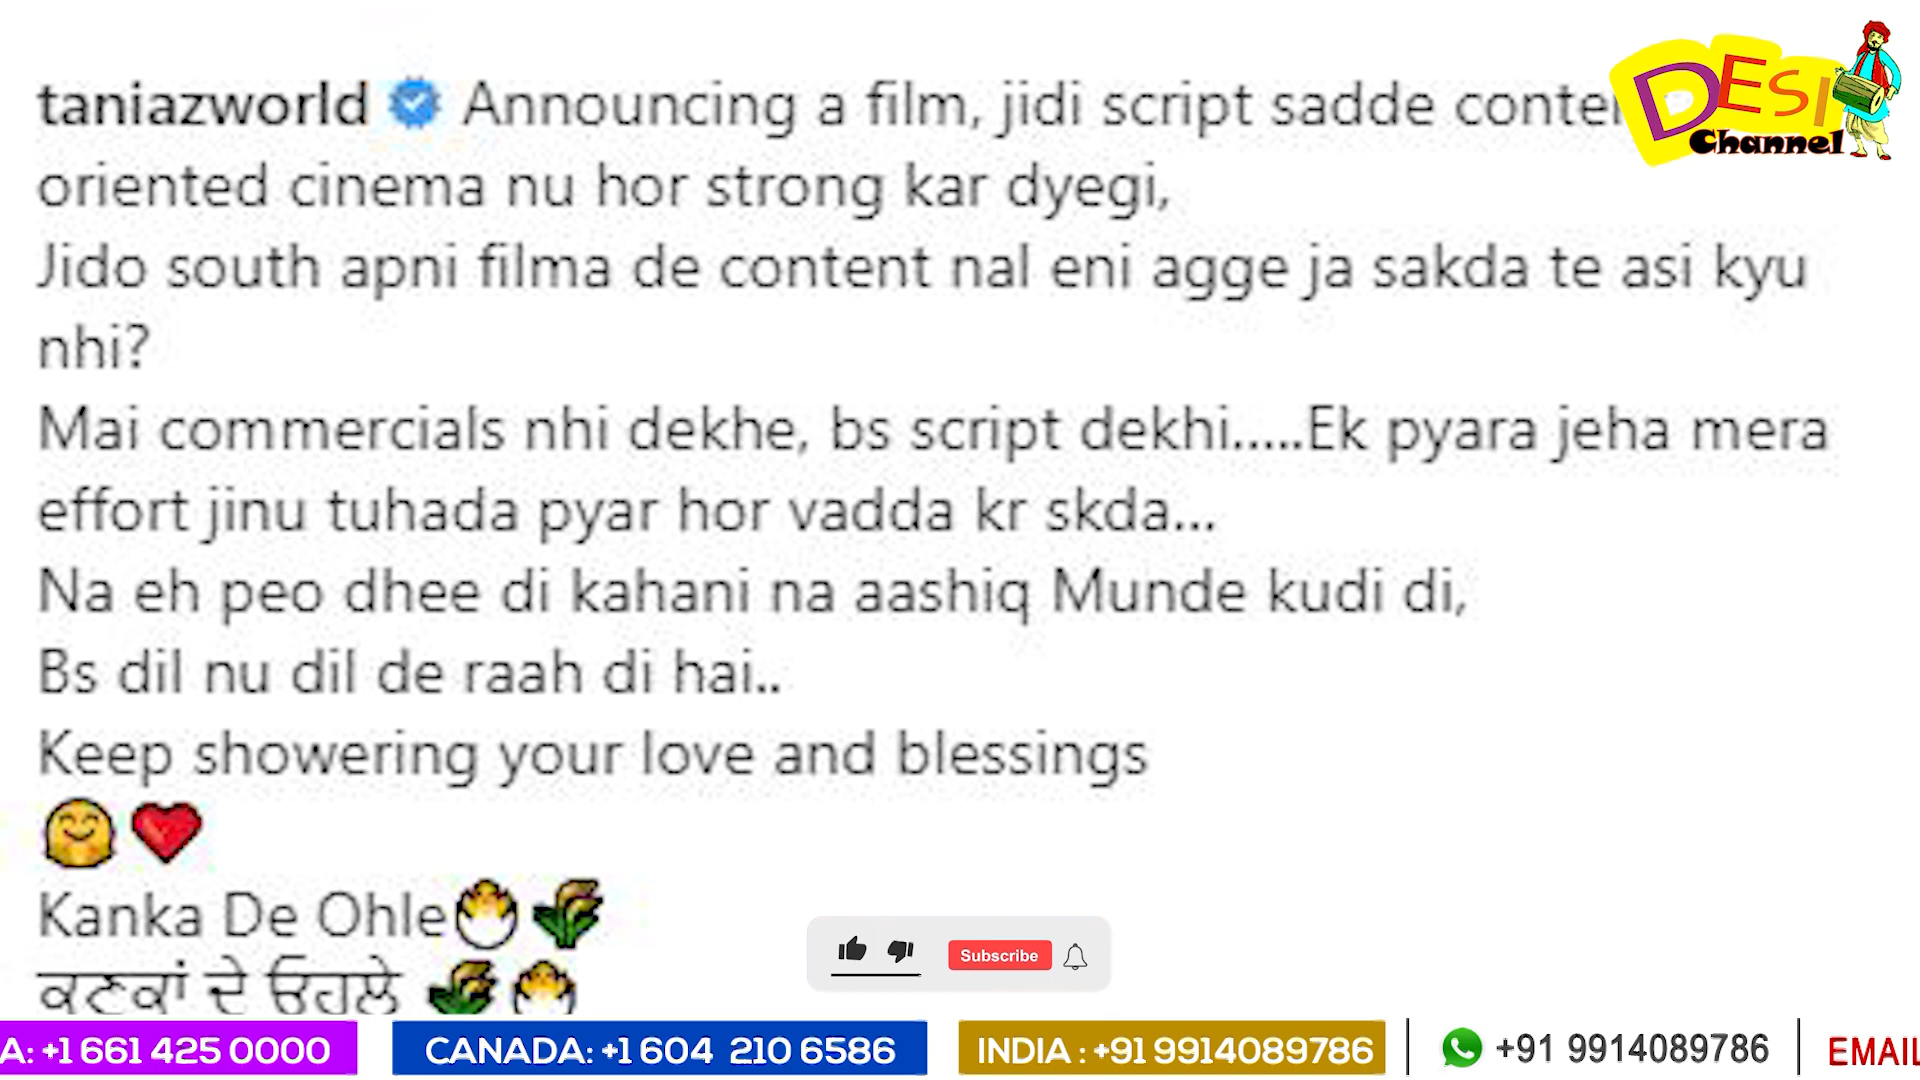 taniazworld Announcing a film, jidi script sadde
oriented cinema nu hor strong kar dyegi,
Jido south apni filma de content nal eni agge ja sakda te asi kyu
nhi?
Mai commercials nhi dekhe, bs script dekhi.....Ek pyara jeha mera
effort jinu tuhada pyar hor vadda kr skda...
Na eh peo dhee di kahani na aashiq Munde kudi di,
Bs dil nu dil de raah di hai..
Keep showering your love and blessings
🤗❤️
Kanka De Ohle🐣🌾
ਕਣਕਾਂ ਦੇ ਓਹਲੇ 🌾🐣
DESI
Channel
Subscribe
A: +1 661 425 0000
CANADA: +1 604 210 6586
INDIA : +91 9914089786
+91 9914089786
EMAIL